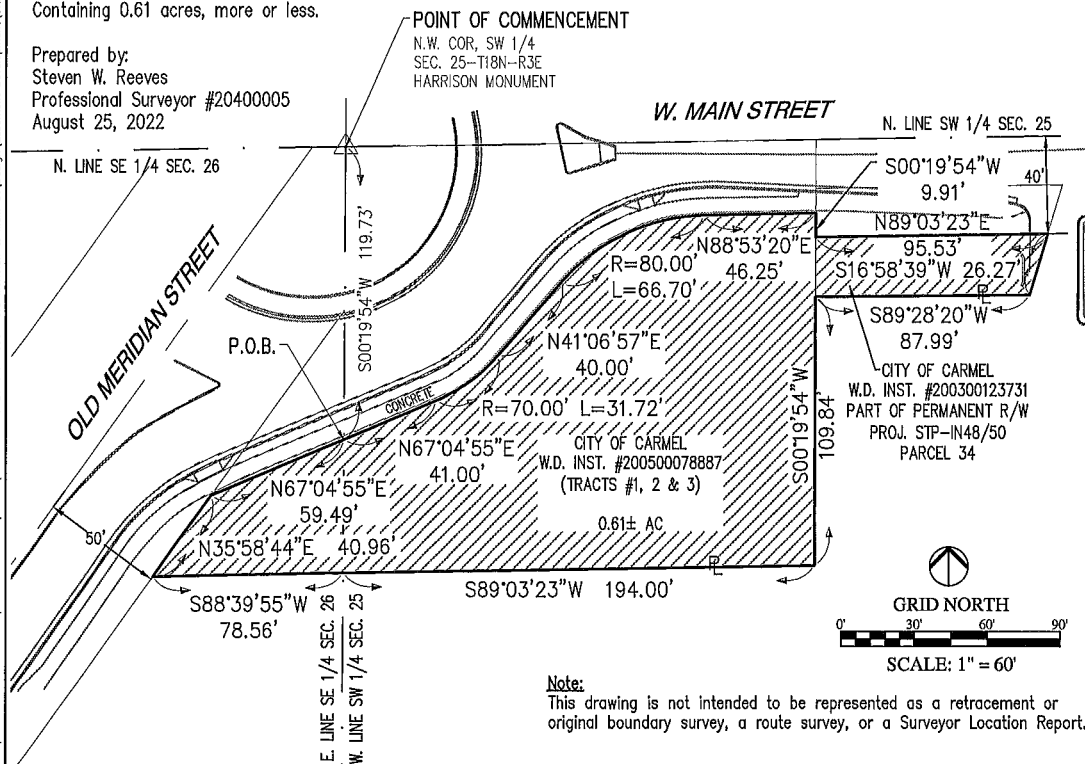 Containing 0.61 acres, more or less.
Prepared by:
Steven W. Reeves
Professional Surveyor #20400005
August 25, 2022
POINT OF COMMENCEMENT
N.W. COR, SW 1/4
SEC. 25-T18N-R3E
HARRISON MONUMENT
W. MAIN STREET
N. LINE SW 1/4 SEC. 25
N. LINE SE 1/4 SEC. 26
S00°19'54"W
9.91'
40'
S00°19'54"W 119.73'
N89°03'23"E
95.53'
N88°53'20"E
46.25'
R=80.00'
L=66.70'
S16°58'39"W 26.27'
PL
S89°28'20"W
87.99'
OLD MERIDIAN STREET
P.O.B.
N41°06'57"E
40.00'
CITY OF CARMEL
W.D. INST. #200300123731
PART OF PERMANENT R/W
PROJ. STP-IN48/50
PARCEL 34
CONCRETE
R=70.00' L=31.72'
S00°19'54"W
109.84'
N67°04'55"E
41.00'
CITY OF CARMEL
W.D. INST. #200500078887
(TRACTS #1, 2 & 3)
0.61± AC
N67°04'55"E
59.49'
50'
N35°58'44"E 40.96'
PL
S88°39'55"W
78.56'
S89°03'23"W 194.00'
E. LINE SE 1/4 SEC. 26
W. LINE SW 1/4 SEC. 25
GRID NORTH
0' 30' 60' 90'
SCALE: 1" = 60'
Note:
This drawing is not intended to be represented as a retracement or
original boundary survey, a route survey, or a Surveyor Location Report.